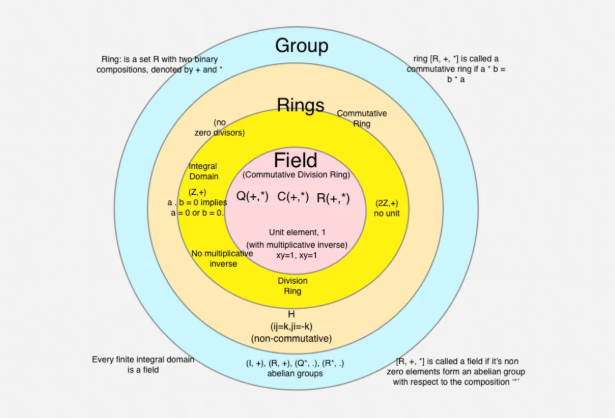 Group
Ring: is a set R with two binary
compositions, denoted by + and *
ring [R, +, *] is called a
commutative ring if a * b =
b * a
Rings
Commutative
Ring
(no
zero divisors)
Field
(Commutative Division Ring)
Integral
Domain
(Z,+)
a . b = 0 implies
a = 0 or b = 0.
Q(+,*) C(+,*) R(+,*)
(2Z,+)
no unit
Unit element, 1
(with multiplicative inverse)
xy=1, xy=1
No multiplicative
inverse
Division
Ring
H
(ij=k,ji=-k)
(non-commutative)
Every finite integral domain
is a field
(I, +), (R, +), (Q*, .), (R*, .)
abelian groups
[R, +, *] is called a field if it's non
zero elements form an abelian group
with respect to the composition '*'